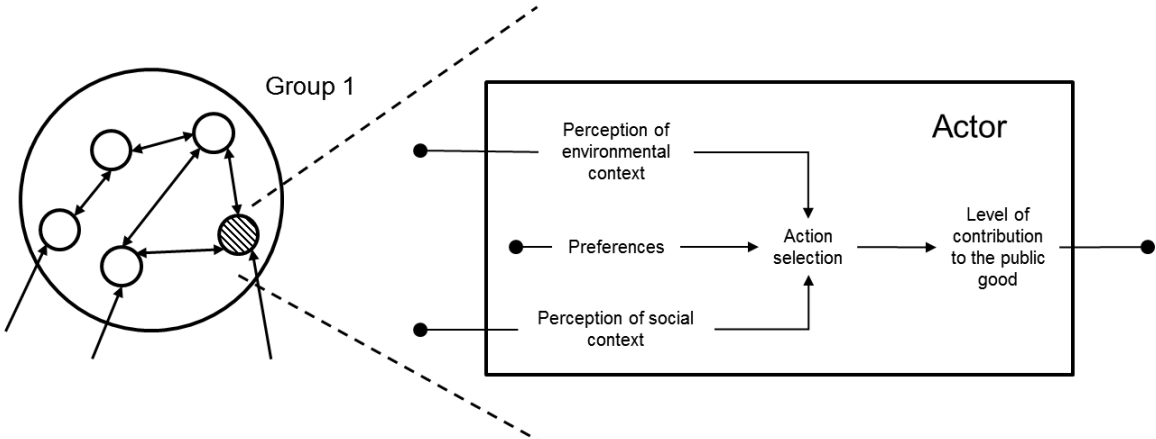 Group 1
Actor
Perception of
environmental
context
Preferences
Perception of social
context
Action
selection
Level of
contribution
to the public
good